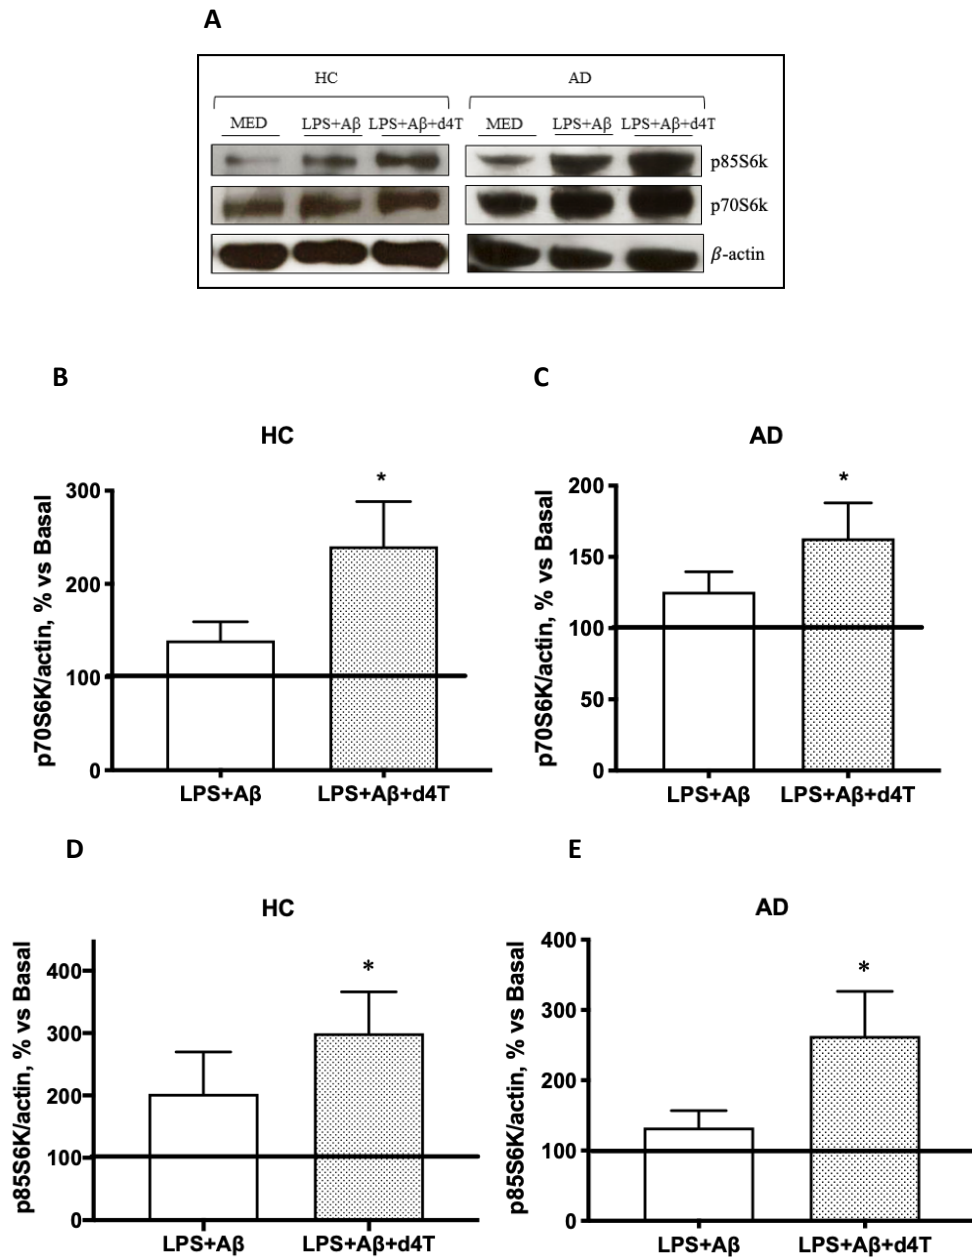 A
HC AD
MED LPS+Aβ LPS+Aβ+d4T MED LPS+Aβ LPS+Aβ+d4T
p85S6k
p70S6k
β-actin
B
HC
p70S6K/actin, % vs Basal
300
200
100
0
*
LPS+Aβ LPS+Aβ+d4T
C
AD
p70S6K/actin, % vs Basal
200
150
100
50
0
*
LPS+Aβ LPS+Aβ+d4T
D
HC
p85S6K/actin, % vs Basal
400
300
200
100
0
*
LPS+Aβ LPS+Aβ+d4T
E
AD
p85S6K/actin, % vs Basal
400
300
200
100
0
*
LPS+Aβ LPS+Aβ+d4T